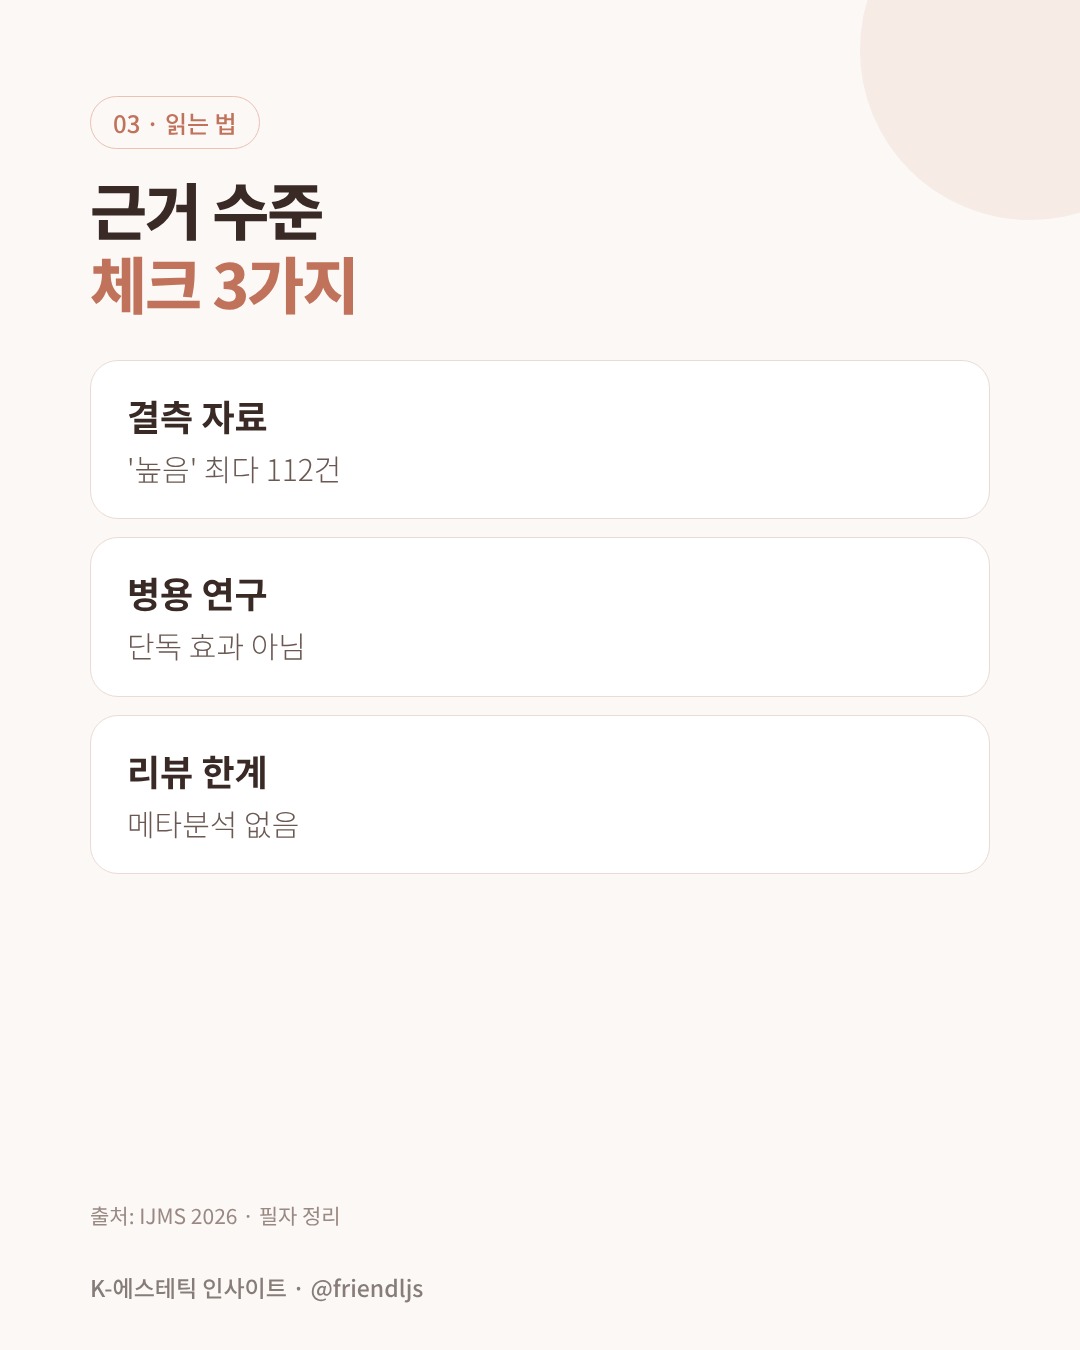 03 · 읽는 법
근거 수준
체크 3가지
결측 자료
'높음' 최다 112건
병용 연구
단독 효과 아님
리뷰 한계
메타분석 없음
출처: IJMS 2026 · 필자 정리
K-에스테틱 인사이트 · @friendljs